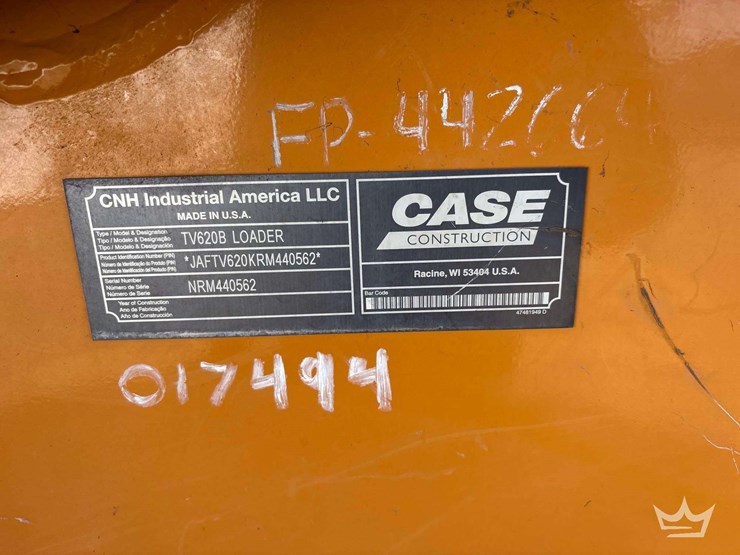 FP-442664
CNH Industrial America LLC
MADE IN U.S.A.
Type / Model & Designation
Tipo / Modelo & Designação
Tipo / Modelo & Designación
TV620B LOADER
Product Identification Number (PIN)
Número de Identificação do Produto (PIN)
Número de Identificación del Producto (PIN)
*JAFTV620KRM440562*
Serial Number
Número de Série
Número de Serie
NRM440562
Year of Construction
Ano de Fabricação
Año de Construcción
CASE
CONSTRUCTION
Racine, WI 53404 U.S.A.
Bar Code
47481949 D
017494